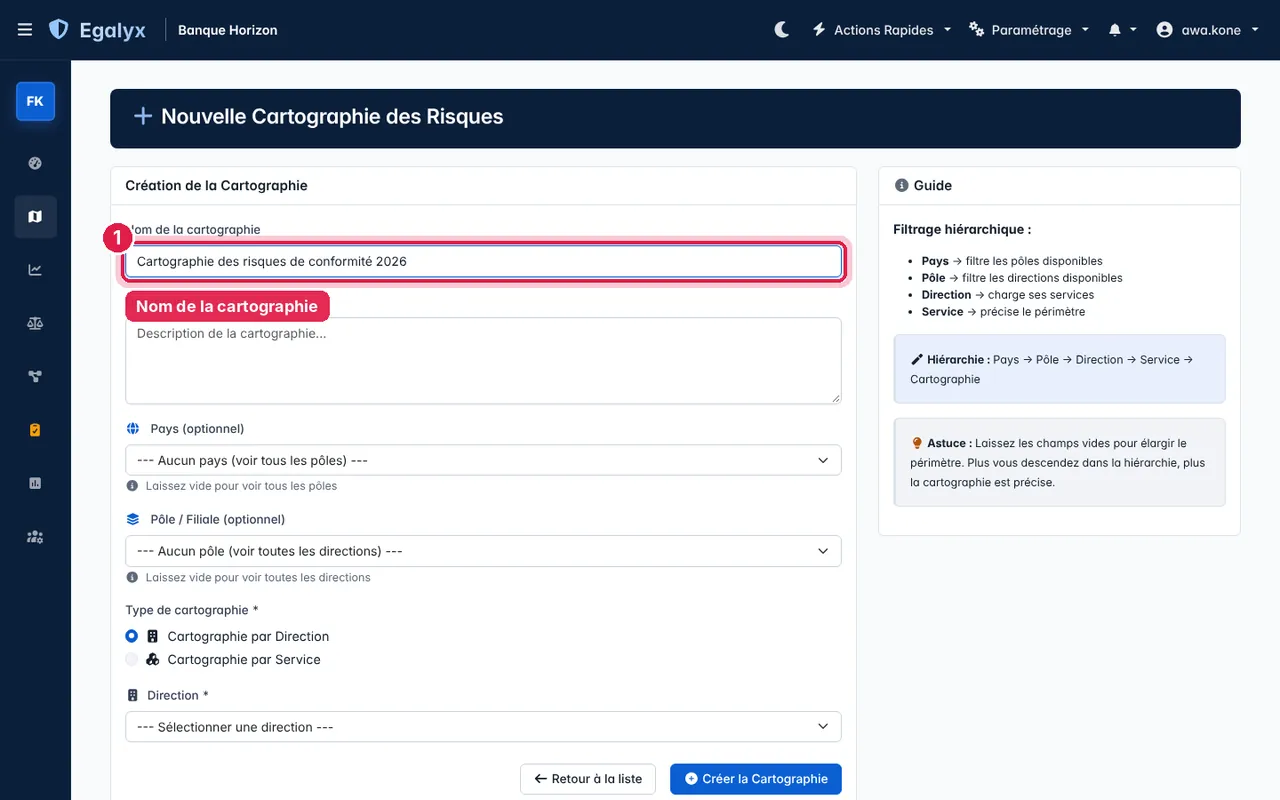 Egalyx
Banque Horizon
Actions Rapides
Paramétrage
awa.kone
FK
Nouvelle Cartographie des Risques
Création de la Cartographie
1
Nom de la cartographie
Cartographie des risques de conformité 2026
Nom de la cartographie
Description de la cartographie...
Pays (optionnel)
--- Aucun pays (voir tous les pôles) ---
Laissez vide pour voir tous les pôles
Pôle / Filiale (optionnel)
--- Aucun pôle (voir toutes les directions) ---
Laissez vide pour voir toutes les directions
Type de cartographie *
Cartographie par Direction
Cartographie par Service
Direction *
--- Sélectionner une direction ---
← Retour à la liste
Créer la Cartographie
Guide
Filtrage hiérarchique :
• Pays → filtre les pôles disponibles
• Pôle → filtre les directions disponibles
• Direction → charge ses services
• Service → précise le périmètre
Hiérarchie : Pays → Pôle → Direction → Service →
Cartographie
Astuce : Laissez les champs vides pour élargir le
périmètre. Plus vous descendez dans la hiérarchie, plus
la cartographie est précise.